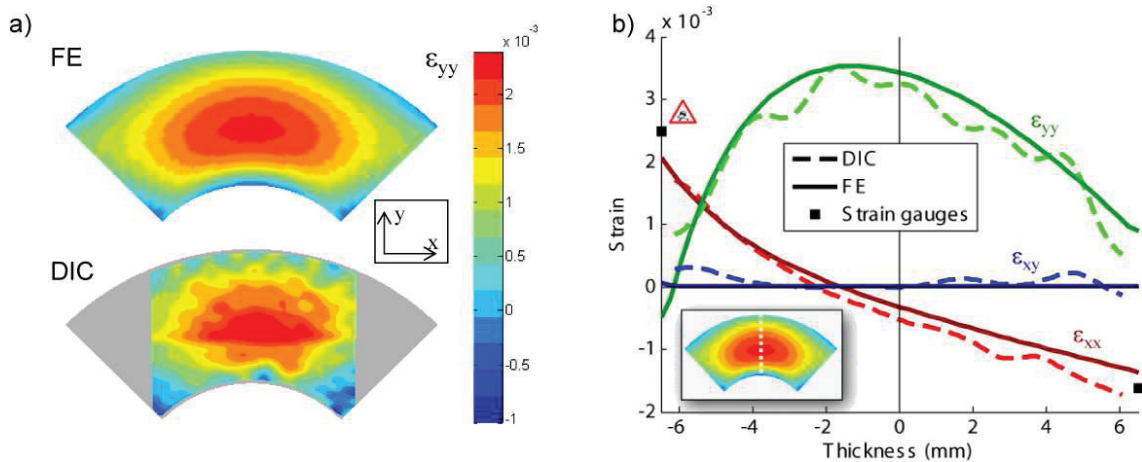 a)
FE
εyy
x 10⁻³
2
1.5
1
0.5
0
-0.5
-1
y
x
DIC
b)
x 10⁻³
4
3
2
1
0
-1
-2
Strain
εyy
DIC
FE
Strain gauges
εxy
εxx
-6 -4 -2 0 2 4 6
Thickness (mm)